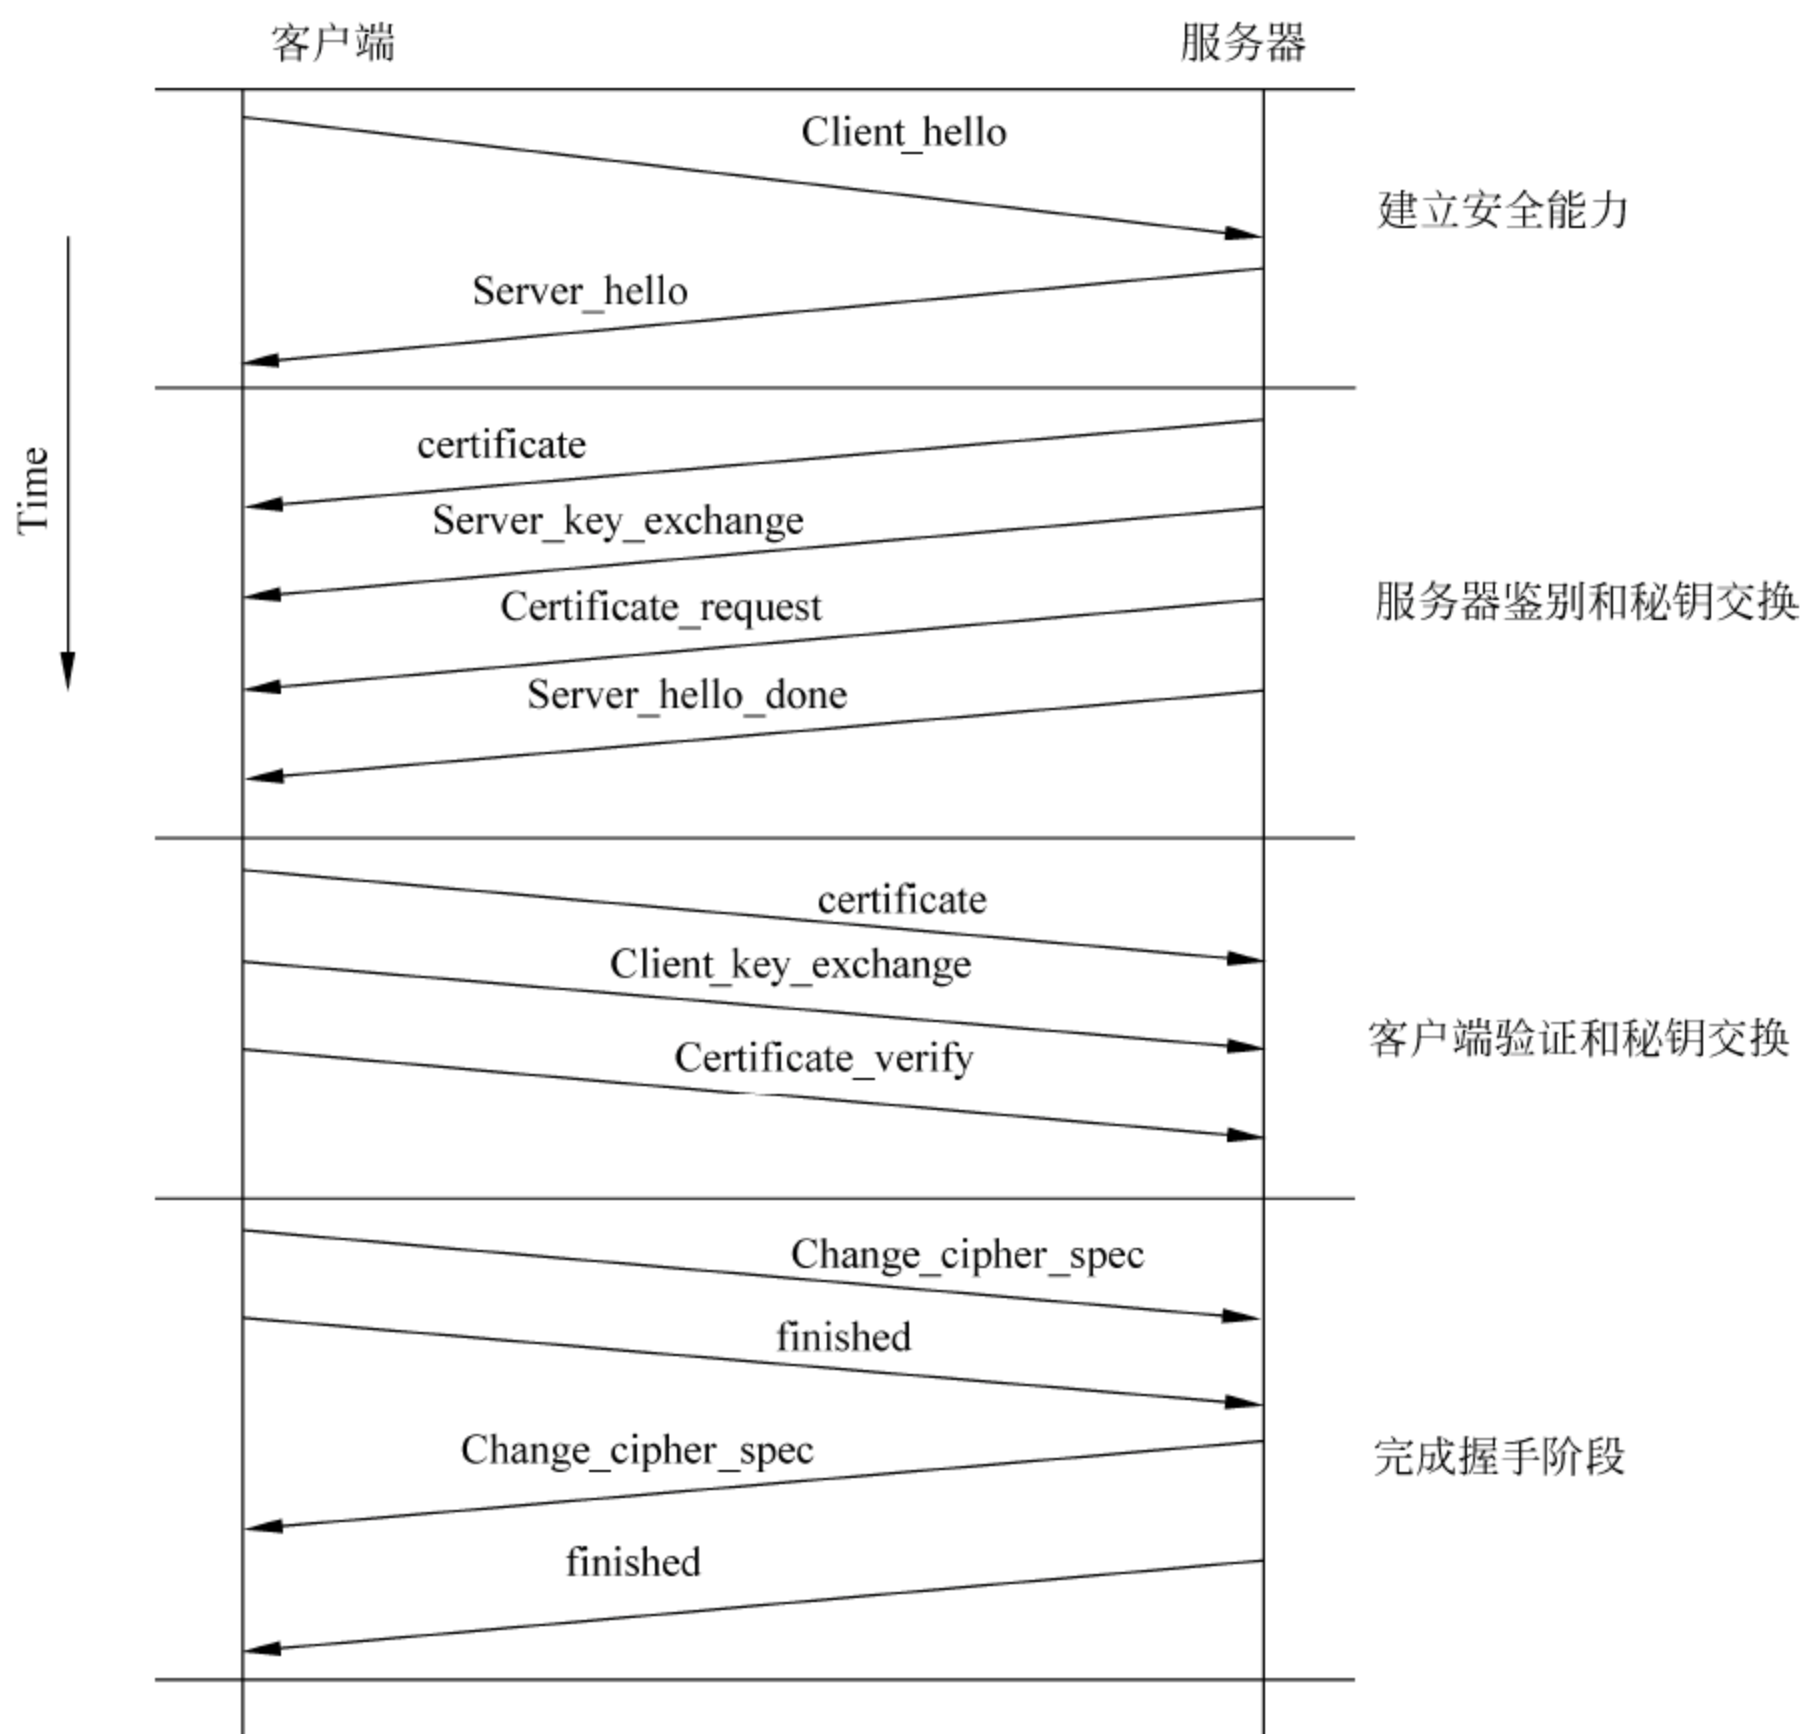 客户端
服务器
Client_hello
建立安全能力
Server_hello
certificate
Time
Server_key_exchange
Certificate_request
服务器鉴别和秘钥交换
Server_hello_done
certificate
Client_key_exchange
客户端验证和秘钥交换
Certificate_verify
Change_cipher_spec
finished
Change_cipher_spec
完成握手阶段
finished